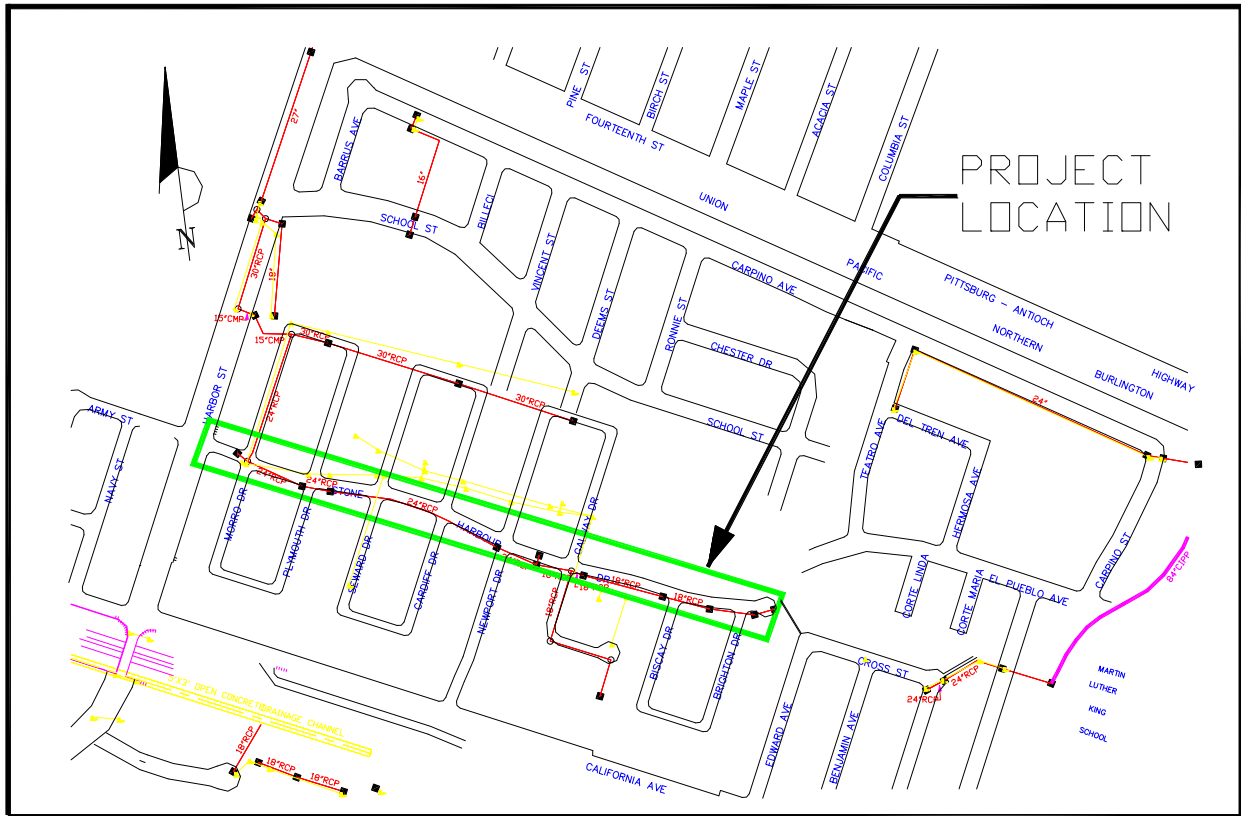 PINE ST
BIRCH ST
MAPLE ST
ACACIA ST
COLUMBIA ST
FOURTEENTH ST
PROJECT
LOCATION
27"
BARRUS AVE
16"
BILLECI
SCHOOL ST
UNION
PACIFIC
PITTSBURG - ANTIOCH
HIGHWAY
NORTHERN
BURLINGTON
CARPINO AVE
VINCENT ST
DEEMS ST
RONNIE ST
CHESTER DR
SCHOOL ST
N
30"RCP
18"
15"CMP
15"CMP
30"RCP
30"RCP
30"RCP
24"RCP
HARBOR ST
ARMY ST
NAVY ST
24"
DEL TREN AVE
TEATRO AVE
HERMOSA AVE
CARPINO ST
84"CIPP
EL PUEBLO AVE
CORTE LINDA
CORTE MARIA
24"RCP
24"RCP
STONE
24"RCP
HARBOUR
DR
18"RCP
18"RCP
18"RCP
MORRO DR
PLYMOUTH DR
SEWARD DR
CARDIFF DR
NEWPORT DR
GALWAY DR
BISCAY DR
BRIGHTON DR
CROSS ST
24"RCP
24"RCP
EDWARD AVE
BENJAMIN AVE
CALIFORNIA AVE
MARTIN
LUTHER
KING
SCHOOL
OPEN CONCRETE DRAINAGE CHANNEL
18"RCP
18"RCP
18"RCP